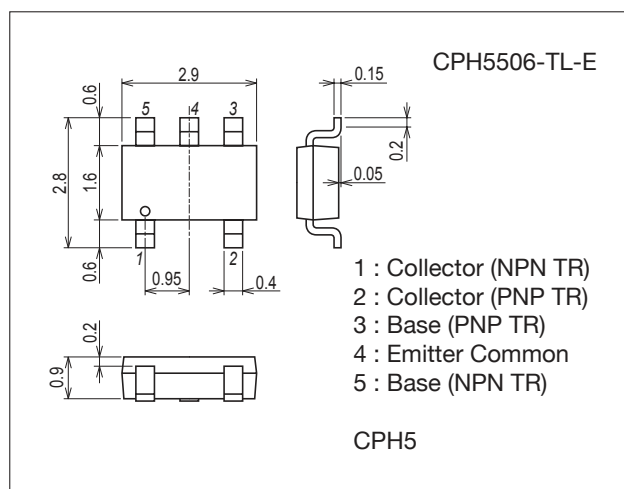 CPH5506-TL-E
2.9
0.15
0.6
5
4
3
0.2
2.8
1.6
0.05
0.6
1
2
0.95
0.4
1 : Collector (NPN TR)
2 : Collector (PNP TR)
3 : Base (PNP TR)
4 : Emitter Common
5 : Base (NPN TR)
0.2
0.9
CPH5